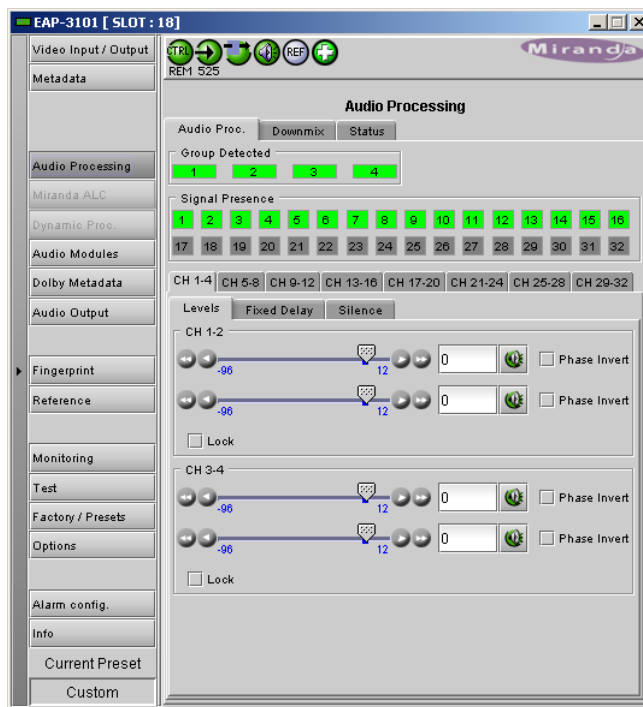 EAP-3101 [ SLOT : 18]
Video Input / Output
Metadata
Audio Processing
Miranda ALC
Dynamic Proc.
Audio Modules
Dolby Metadata
Audio Output
Fingerprint
Reference
Monitoring
Test
Factory / Presets
Options
Alarm config.
Info
Current Preset
Custom
CTRL REF
REM 525
Miranda
Audio Processing
Audio Proc. Downmix Status
Group Detected
1 2 3 4
Signal Presence
1 2 3 4 5 6 7 8 9 10 11 12 13 14 15 16
17 18 19 20 21 22 23 24 25 26 27 28 29 30 31 32
CH 1-4 CH 5-8 CH 9-12 CH 13-16 CH 17-20 CH 21-24 CH 25-28 CH 29-32
Levels Fixed Delay Silence
CH 1-2
-96 12 0 Phase Invert
-96 12 0 Phase Invert
Lock
CH 3-4
-96 12 0 Phase Invert
-96 12 0 Phase Invert
Lock